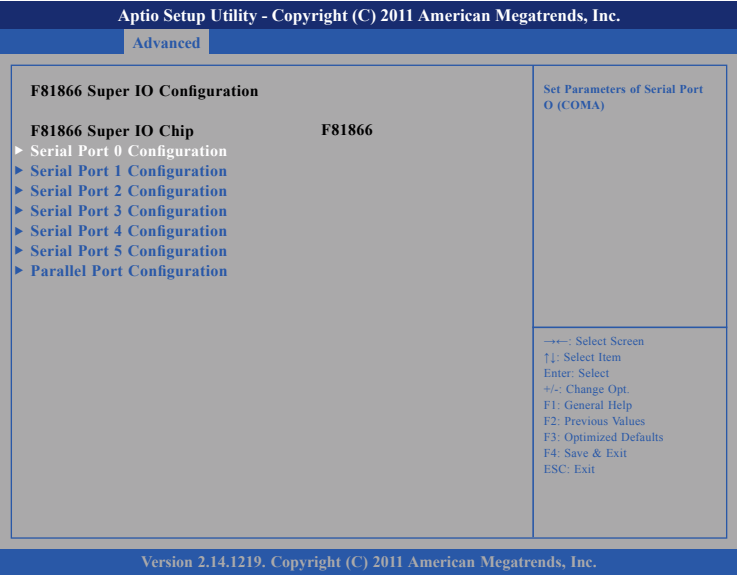 Aptio Setup Utility - Copyright (C) 2011 American Megatrends, Inc.
Advanced
F81866 Super IO Configuration
F81866 Super IO Chip F81866
▶ Serial Port 0 Configuration
▶ Serial Port 1 Configuration
▶ Serial Port 2 Configuration
▶ Serial Port 3 Configuration
▶ Serial Port 4 Configuration
▶ Serial Port 5 Configuration
▶ Parallel Port Configuration
Set Parameters of Serial Port
O (COMA)
→←: Select Screen
↑↓: Select Item
Enter: Select
+/-: Change Opt.
F1: General Help
F2: Previous Values
F3: Optimized Defaults
F4: Save & Exit
ESC: Exit
Version 2.14.1219. Copyright (C) 2011 American Megatrends, Inc.